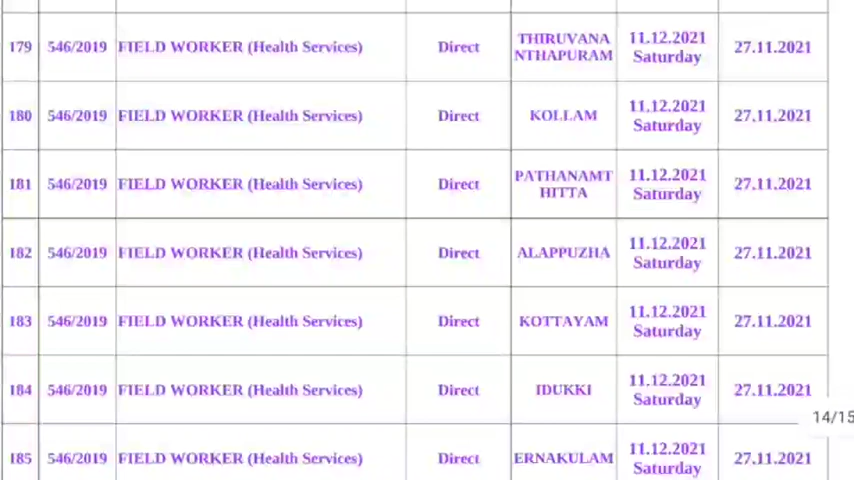 179 546/2019 FIELD WORKER (Health Services) Direct THIRUVANA NTHAPURAM 11.12.2021 Saturday 27.11.2021
180 546/2019 FIELD WORKER (Health Services) Direct KOLLAM 11.12.2021 Saturday 27.11.2021
181 546/2019 FIELD WORKER (Health Services) Direct PATHANAMT HITTA 11.12.2021 Saturday 27.11.2021
182 546/2019 FIELD WORKER (Health Services) Direct ALAPPUZHA 11.12.2021 Saturday 27.11.2021
183 546/2019 FIELD WORKER (Health Services) Direct KOTTAYAM 11.12.2021 Saturday 27.11.2021
184 546/2019 FIELD WORKER (Health Services) Direct IDUKKI 11.12.2021 Saturday 27.11.2021
14/15
185 546/2019 FIELD WORKER (Health Services) Direct ERNAKULAM 11.12.2021 Saturday 27.11.2021